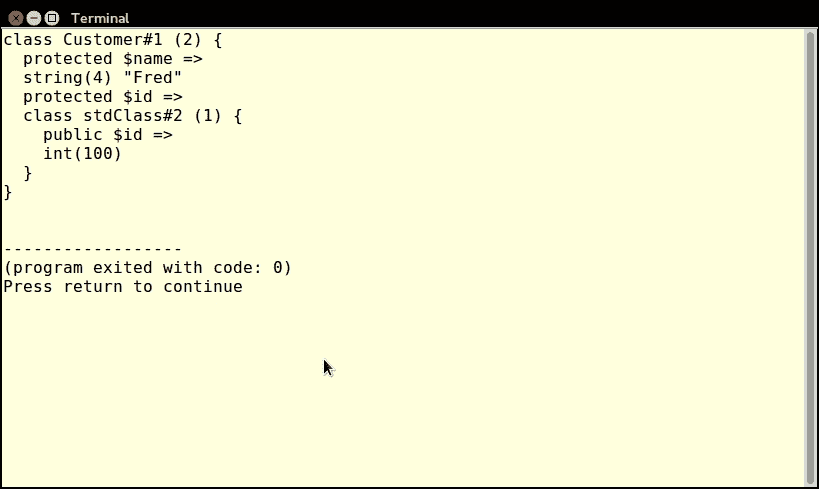 Terminal
class Customer#1 (2) {
  protected $name =>
  string(4) "Fred"
  protected $id =>
  class stdClass#2 (1) {
    public $id =>
    int(100)
  }
}
------------------
(program exited with code: 0)
Press return to continue